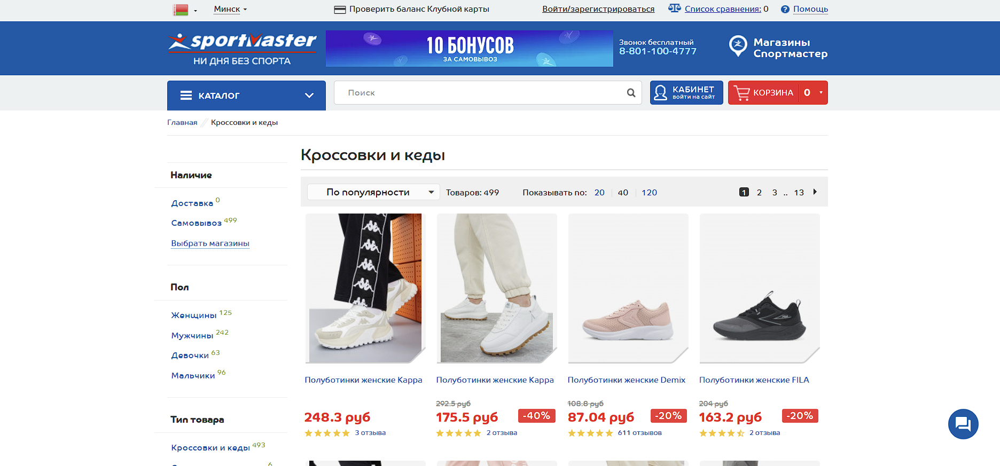 Минск
Проверить баланс Клубной карты
Войти/зарегистрироваться
Список сравнения: 0
Помощь
sportmaster
НИ ДНЯ БЕЗ СПОРТА
10 БОНУСОВ
ЗА САМОВЫВОЗ
Звонок бесплатный
8-801-100-4777
Магазины
Спортмастер
КАТАЛОГ
Поиск
КАБИНЕТ
войти на сайт
КОРЗИНА 0
Главная // Кроссовки и кеды
Кроссовки и кеды
Наличие
Доставка 0
Самовывоз 499
Выбрать магазины
Пол
Женщины 125
Мужчины 242
Девочки 63
Мальчики 96
Тип товара
Кроссовки и кеды 493
6
По популярности
Товаров: 499
Показывать по: 20 40 120
1 2 3 .. 13
Полуботинки женские Kappa
248.3 руб
3 отзыва
Полуботинки женские Kappa
292.5 руб
175.5 руб -40%
2 отзыва
Полуботинки женские Demix
108.8 руб
87.04 руб -20%
611 отзывов
FILA
Полуботинки женские FILA
204 руб
163.2 руб -20%
2 отзыва